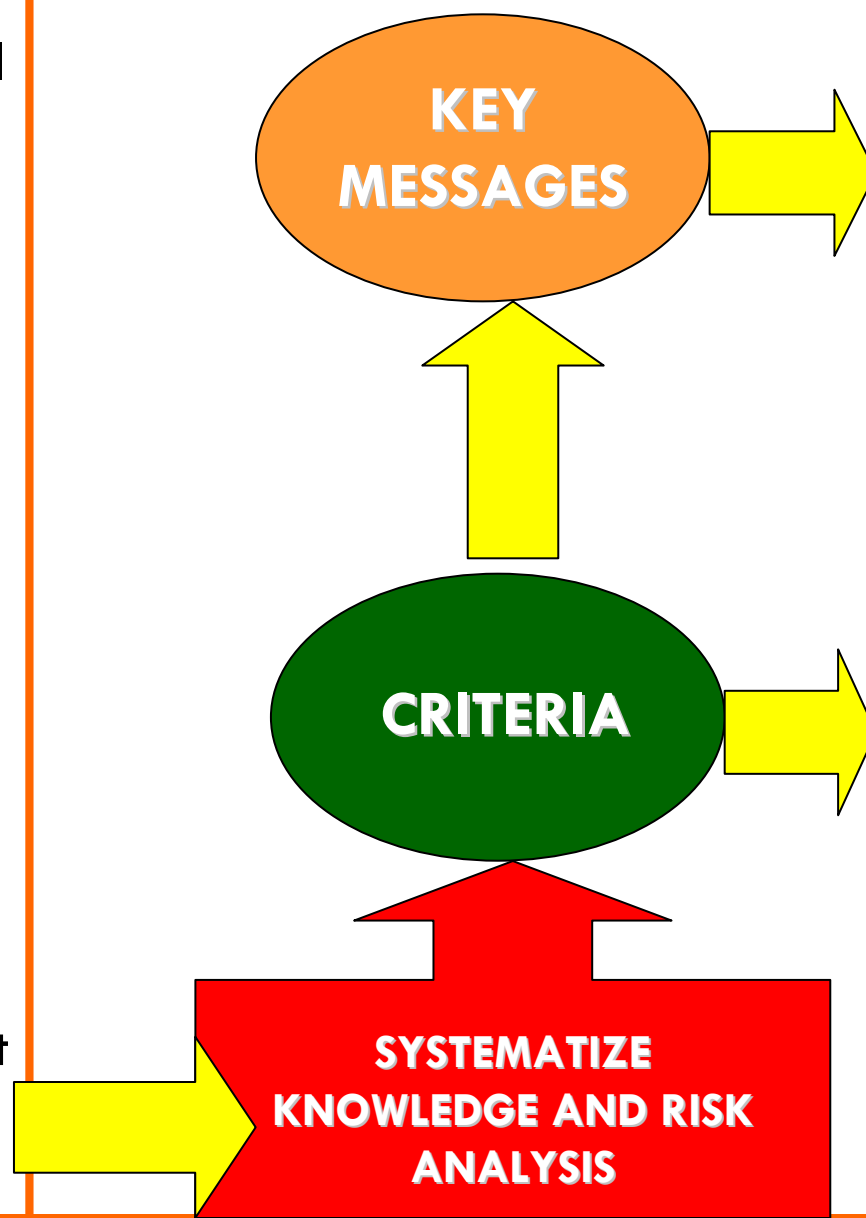 KEY
MESSAGES
CRITERIA
SYSTEMATIZE
KNOWLEDGE AND RISK
ANALYSIS